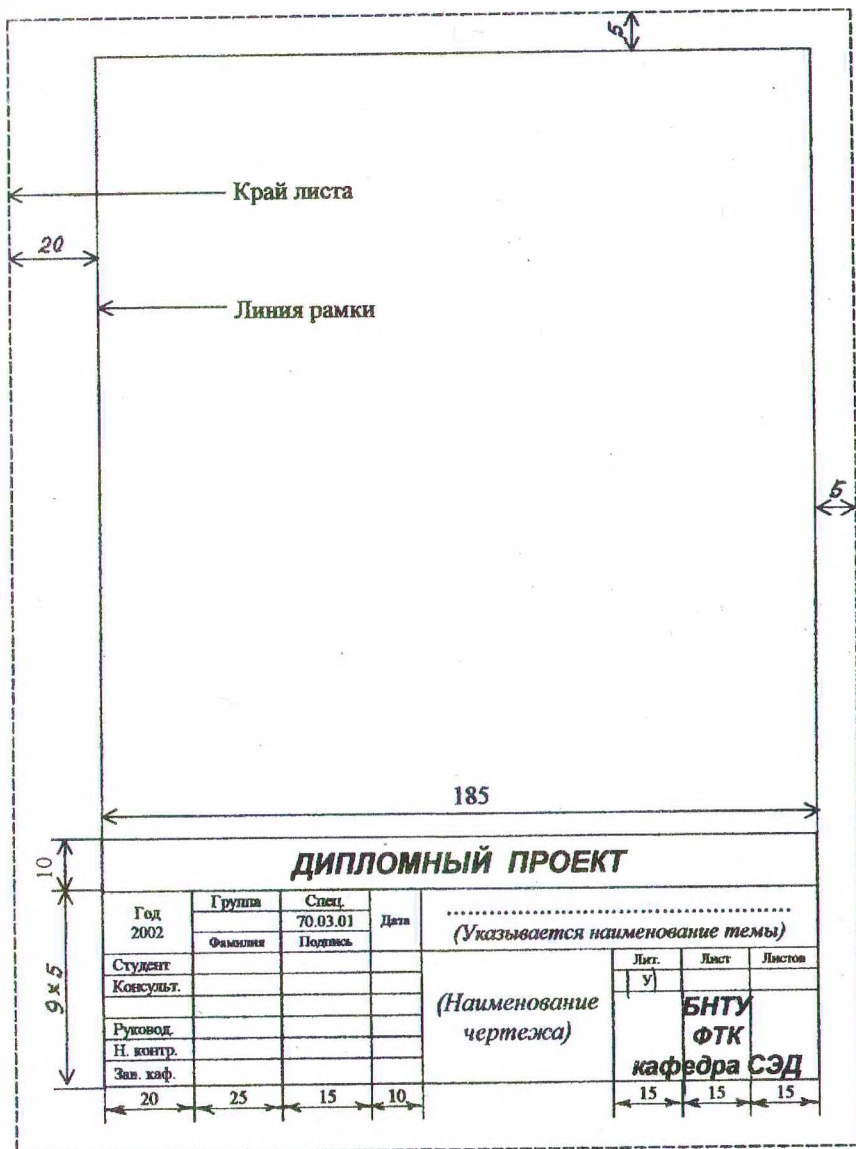 5
Край листа
20
Линия рамки
5
185
10
ДИПЛОМНЫЙ ПРОЕКТ
9х5
Год
2002
Группа
Спец.
Дата
70.03.01
Фамилия
Подпись
........................................
(Указывается наименование темы)
Студент
Консульт.
Руковод.
Н. контр.
Зав. каф.
(Наименование
чертежа)
Лит.
Лист
Листов
У
БНТУ
ФТК
кафедра СЭД
20
25
15
10
15
15
15